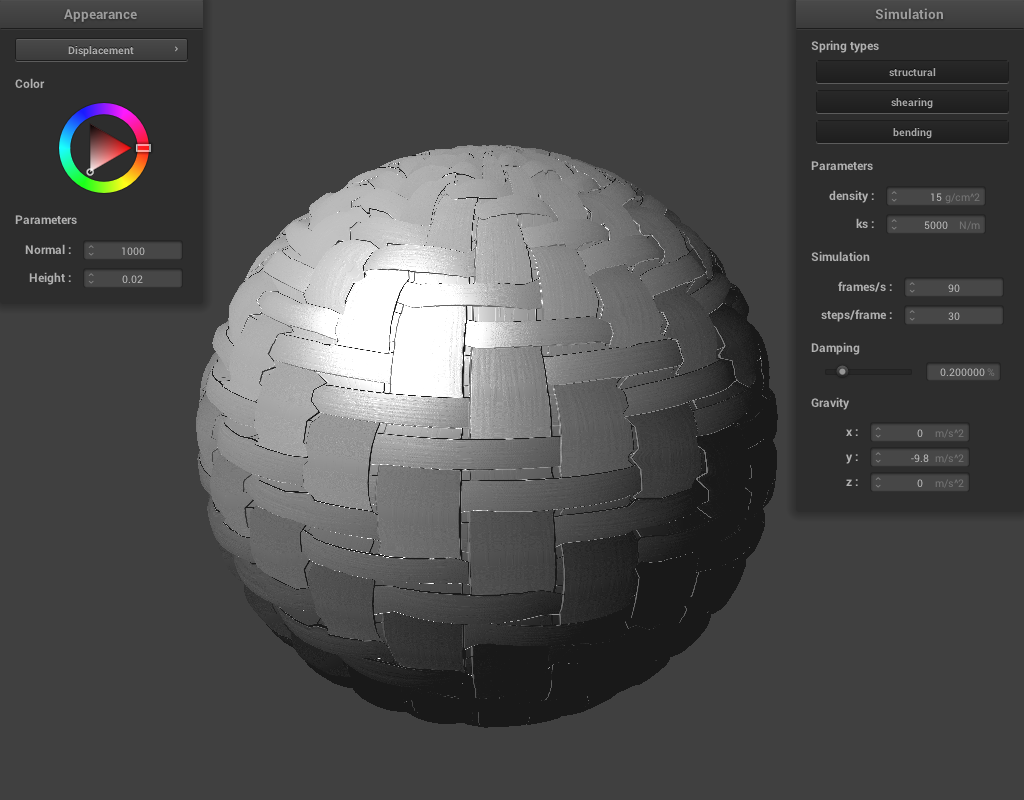 Appearance
Displacement
Color
Parameters
Normal : 1000
Height : 0.02
Simulation
Spring types
structural
shearing
bending
Parameters
density : 15 g/cm^2
ks : 5000 N/m
Simulation
frames/s : 90
steps/frame : 30
Damping
0.200000 %
Gravity
x : 0 m/s^2
y : -9.8 m/s^2
z : 0 m/s^2